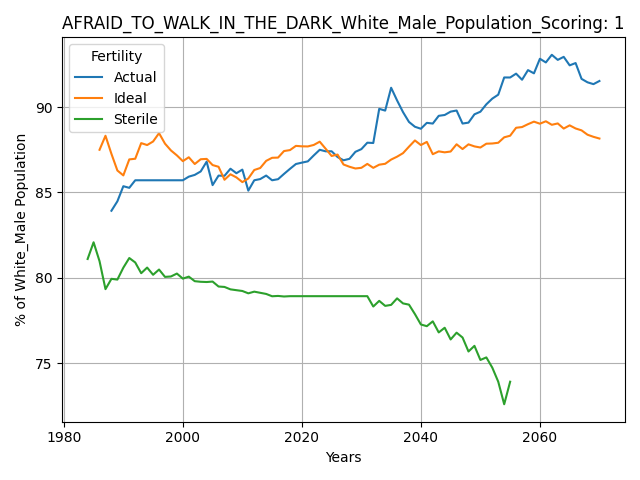 AFRAID_TO_WALK_IN_THE_DARK_White_Male_Population_Scoring: 1
Fertility
Actual
Ideal
Sterile
% of White_Male Population
90
85
80
75
1980
2000
2020
2040
2060
Years